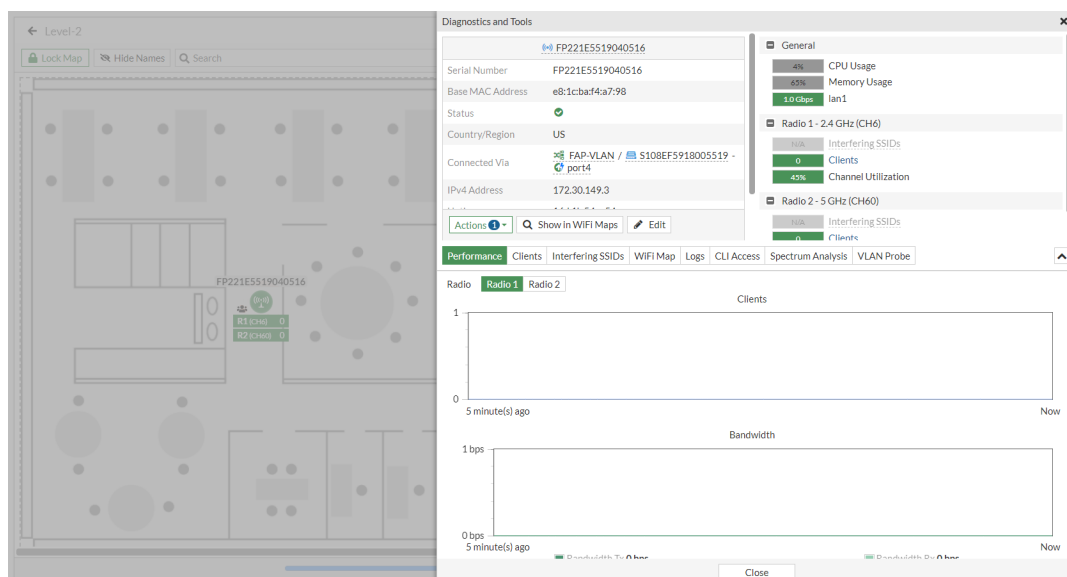 Level-2
Lock Map Hide Names Search
FP221E5519040516
R1 (CH6) 0
R2 (CH60) 0
Diagnostics and Tools
FP221E5519040516
Serial Number FP221E5519040516
Base MAC Address e8:1c:ba:f4:a7:98
Status
Country/Region US
Connected Via FAP-VLAN / S108EF5918005519 -
port4
IPv4 Address 172.30.149.3
Actions 1 Show in WiFi Maps Edit
General
4% CPU Usage
65% Memory Usage
1.0 Gbps lan1
Radio 1 - 2.4 GHz (CH6)
N/A Interfering SSIDs
0 Clients
45% Channel Utilization
Radio 2 - 5 GHz (CH60)
N/A Interfering SSIDs
0 Clients
Performance Clients Interfering SSIDs WiFi Map Logs CLI Access Spectrum Analysis VLAN Probe
Radio Radio 1 Radio 2
Clients
1
0
5 minute(s) ago Now
Bandwidth
1 bps
0 bps
5 minute(s) ago Now
Bandwidth Tx 0 bps Bandwidth Rx 0 bps
Close